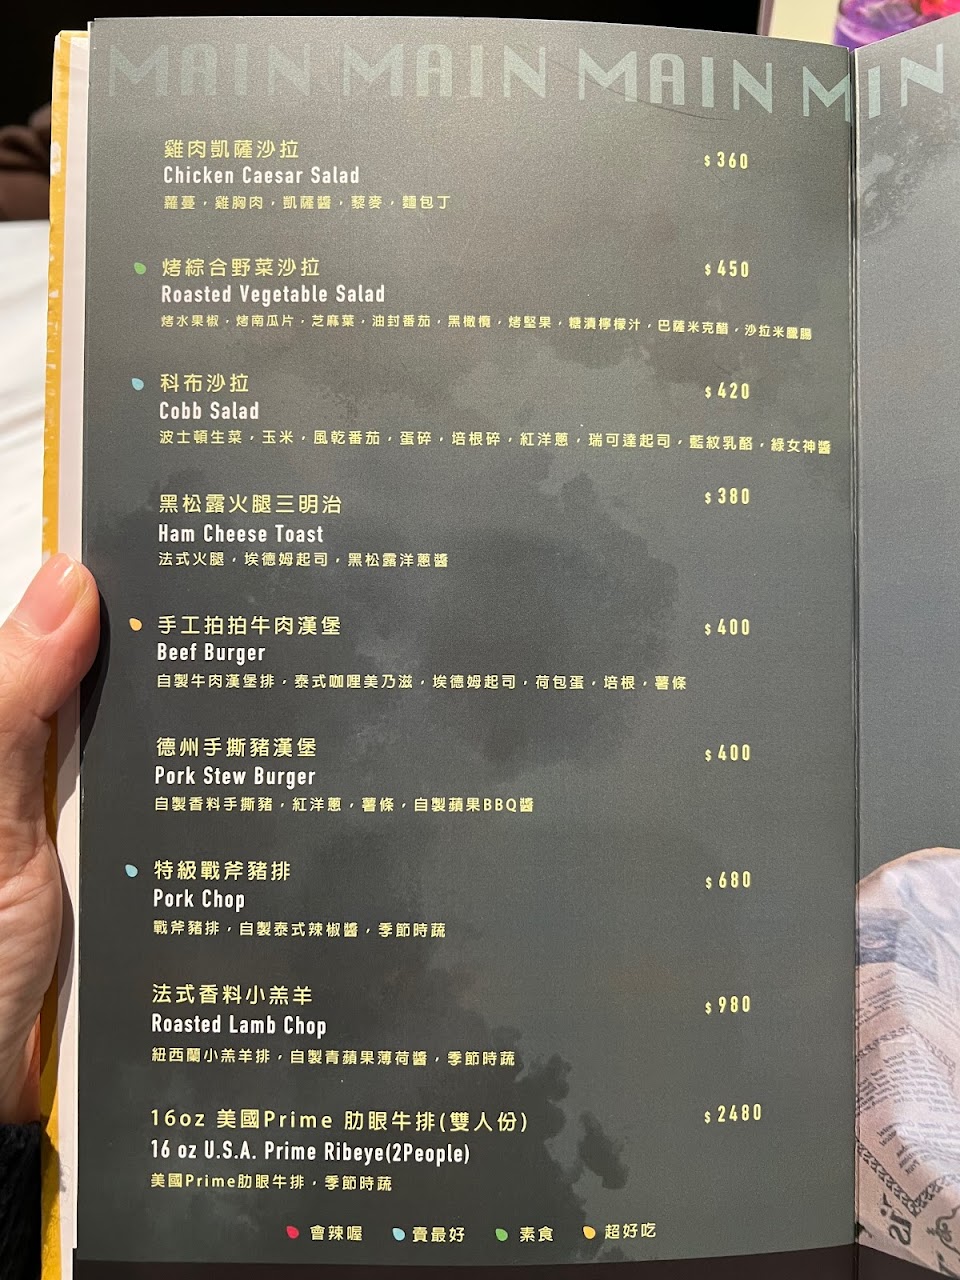 MAIN MAIN MAIN MIN
雞肉凱薩沙拉
Chicken Caesar Salad
$360
蘿蔓，雞胸肉，凱薩醬，藜麥，麵包丁
烤綜合野菜沙拉
Roasted Vegetable Salad
$450
烤水果椒，烤南瓜片，芝麻葉，油封番茄，黑橄欖，烤堅果，糖漬檸檬汁，巴薩米克醋，沙拉米臘腸
科布沙拉
Cobb Salad
$420
波士頓生菜，玉米，風乾番茄，蛋碎，培根碎，紅洋蔥，瑞可達起司，藍紋乳酪，綠女神醬
黑松露火腿三明治
Ham Cheese Toast
$380
法式火腿，埃德姆起司，黑松露洋蔥醬
手工拍拍牛肉漢堡
Beef Burger
$400
自製牛肉漢堡排，泰式咖哩美乃滋，埃德姆起司，荷包蛋，培根，薯條
德州手撕豬漢堡
Pork Stew Burger
$400
自製香料手撕豬，紅洋蔥，薯條，自製蘋果BBQ醬
特級戰斧豬排
Pork Chop
$680
戰斧豬排，自製泰式辣椒醬，季節時蔬
法式香料小羔羊
Roasted Lamb Chop
$980
紐西蘭小羔羊排，自製青蘋果薄荷醬，季節時蔬
16oz 美國Prime 肋眼牛排(雙人份)
16 oz U.S.A. Prime Ribeye(2People)
$2480
美國Prime肋眼牛排，季節時蔬
會辣喔 賣最好 素食 超好吃